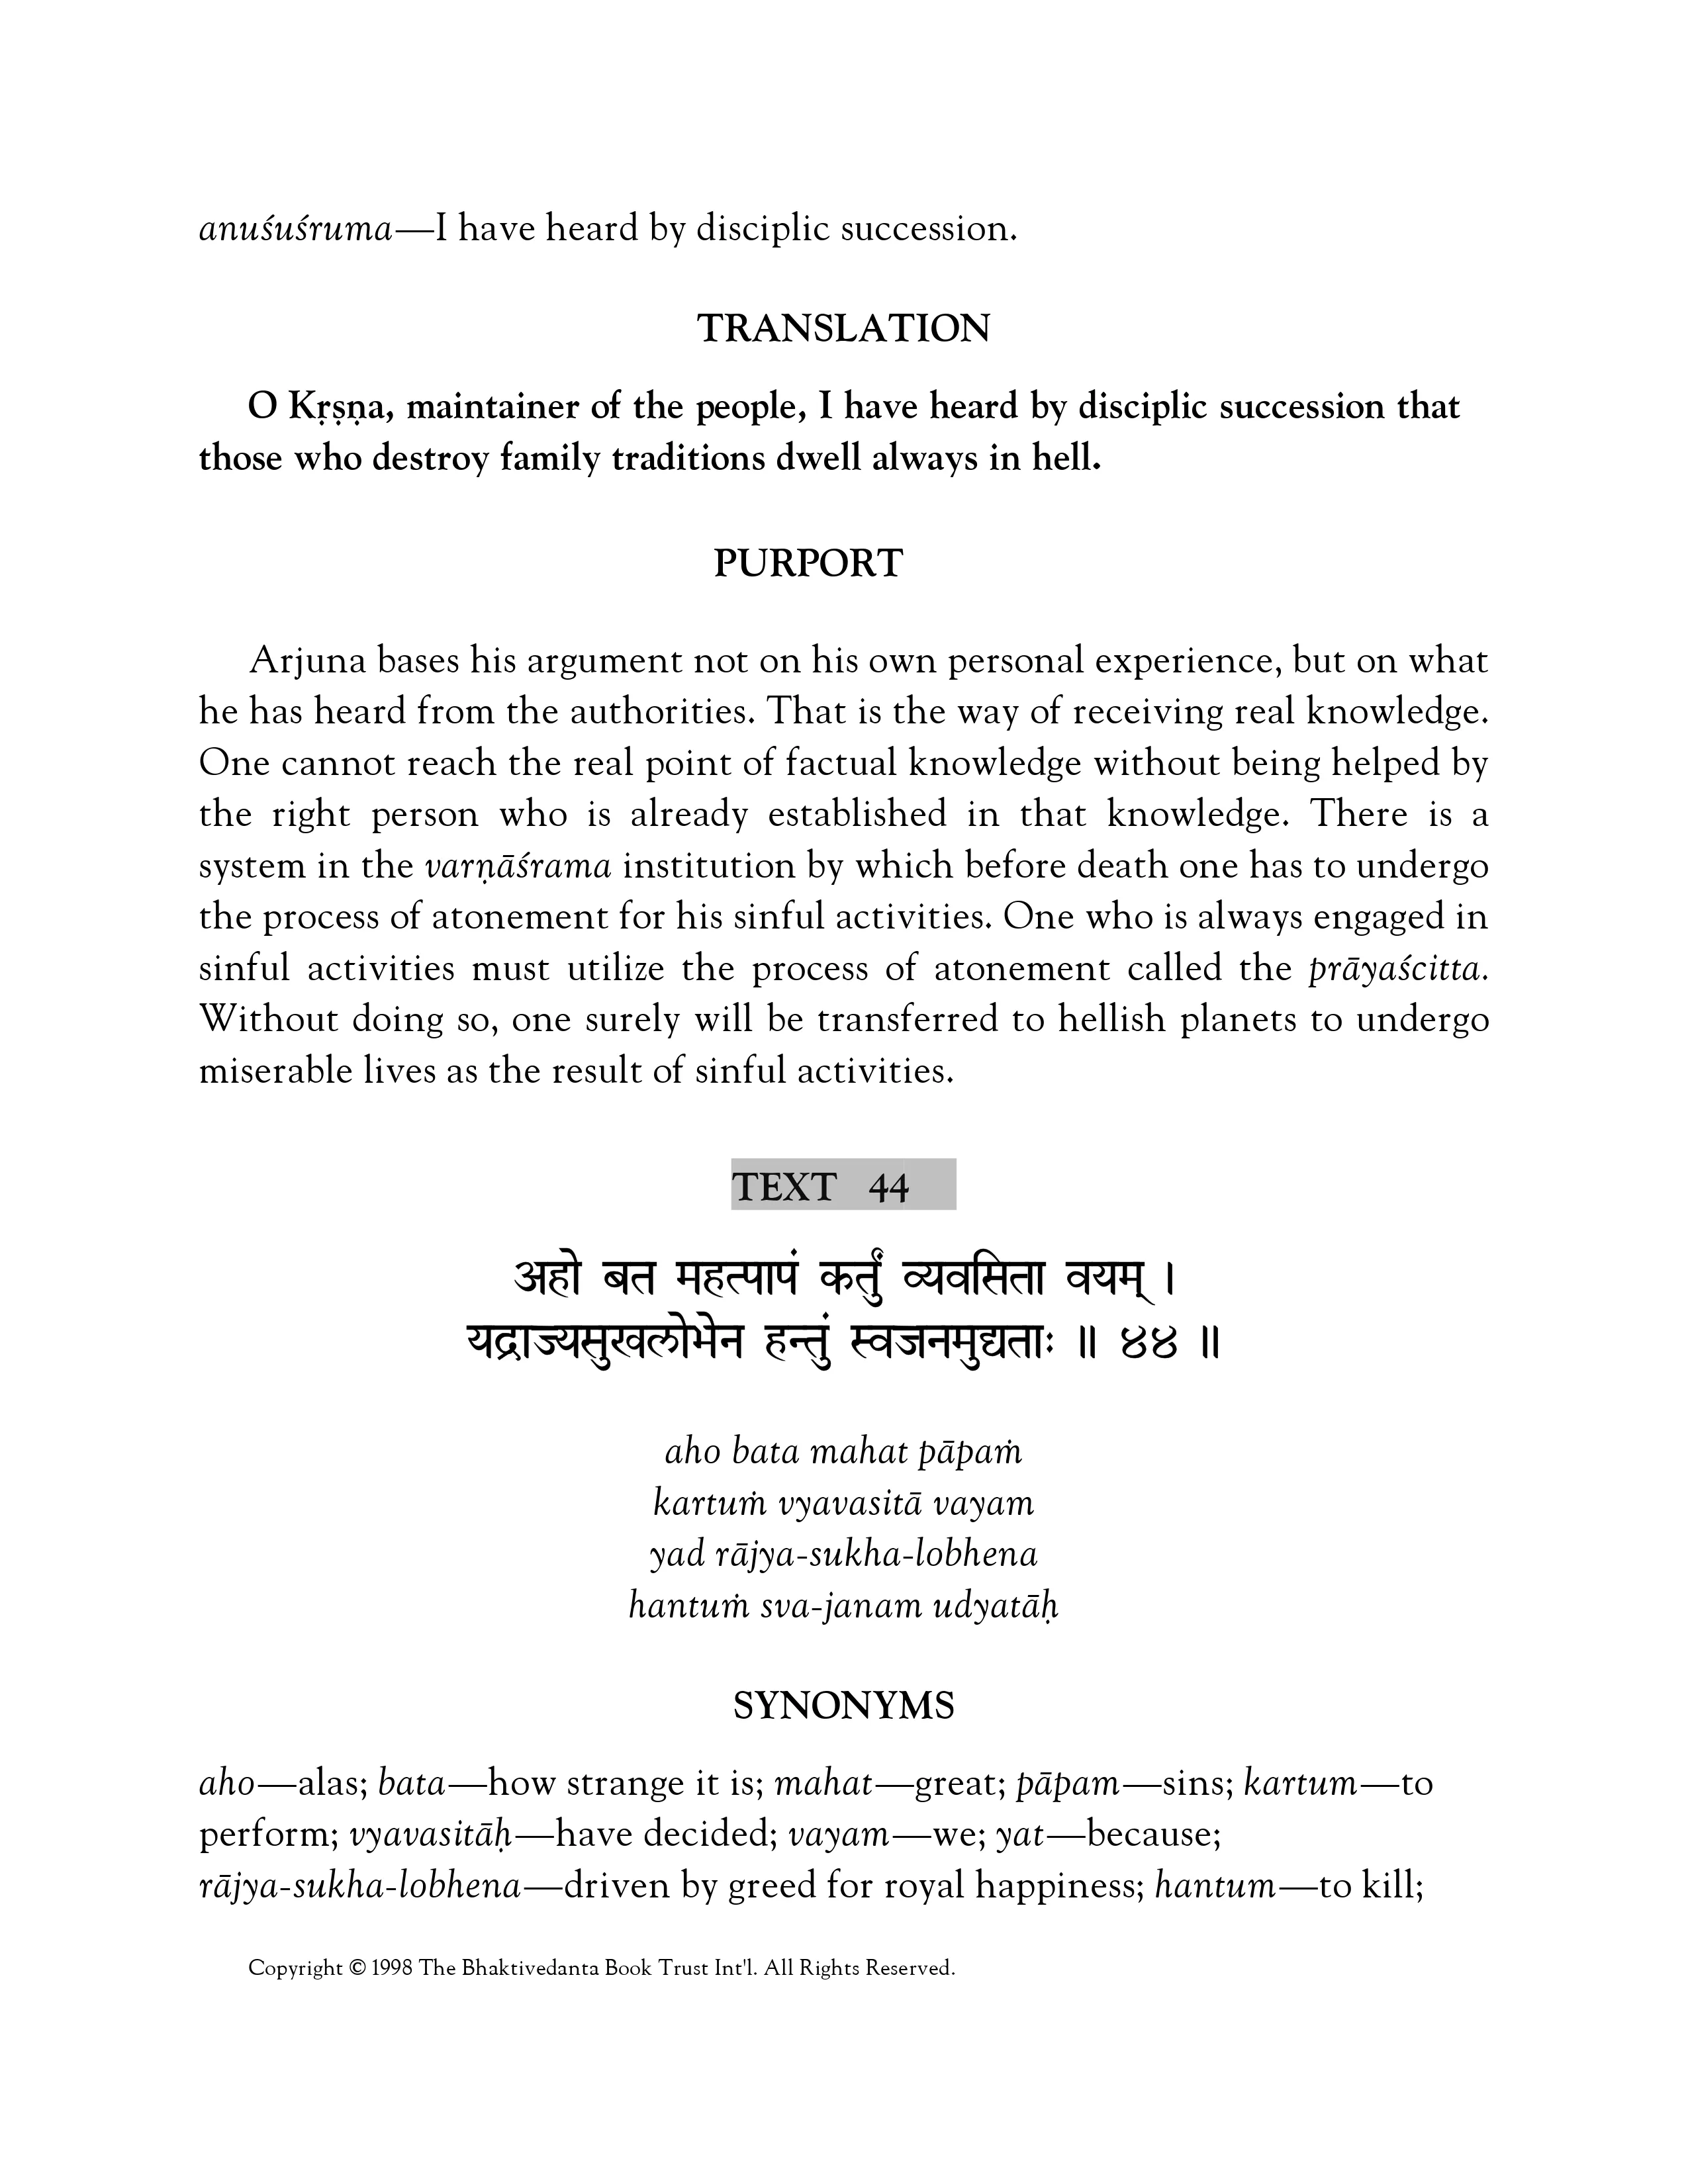 anuśuśruma—I have heard by disciplic succession.
TRANSLATION
O Kṛṣṇa, maintainer of the people, I have heard by disciplic succession that
those who destroy family traditions dwell always in hell.
PURPORT
Arjuna bases his argument not on his own personal experience, but on what
he has heard from the authorities. That is the way of receiving real knowledge.
One cannot reach the real point of factual knowledge without being helped by
the right person who is already established in that knowledge. There is a
system in the varṇāśrama institution by which before death one has to undergo
the process of atonement for his sinful activities. One who is always engaged in
sinful activities must utilize the process of atonement called the prāyaścitta.
Without doing so, one surely will be transferred to hellish planets to undergo
miserable lives as the result of sinful activities.
TEXT 44
अहो बत महत्पापं कर्तुं व्यवसिता वयम् ।
यद्राज्यसुखलोभेन हन्तुं स्वजनमुद्यताः ॥ ४४ ॥
aho bata mahat pāpaṁ
kartuṁ vyavasitā vayam
yad rājya-sukha-lobhena
hantuṁ sva-janam udyatāḥ
SYNONYMS
aho—alas; bata—how strange it is; mahat—great; pāpam—sins; kartum—to
perform; vyavasitāḥ—have decided; vayam—we; yat—because;
rājya-sukha-lobhena—driven by greed for royal happiness; hantum—to kill;
Copyright © 1998 The Bhaktivedanta Book Trust Int'l. All Rights Reserved.